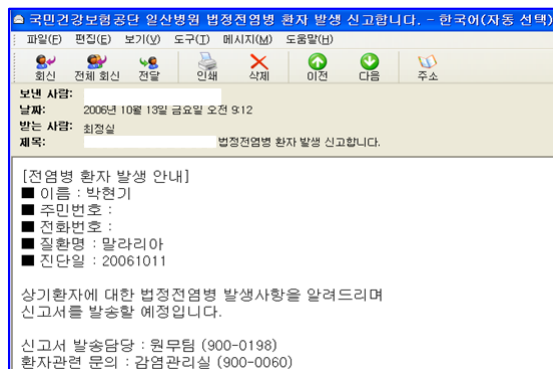 국민건강보험공단 일산병원 법정전염병 환자 발생 신고합니다. - 한국어(자동 선택)
파일(F) 편집(E) 보기(V) 도구(T) 메시지(M) 도움말(H)
회신 전체 회신 전달 인쇄 삭제 이전 다음 주소
보낸 사람:
날짜: 2006년 10월 13일 금요일 오전 9:12
받는 사람: 최정실
제목: 법정전염병 환자 발생 신고합니다.
[전염병 환자 발생 안내]
■ 이름 : 박현기
■ 주민번호 :
■ 전화번호 :
■ 질환명 : 말라리아
■ 진단일 : 20061011
상기환자에 대한 법정전염병 발생사항을 알려드리며
신고서를 발송할 예정입니다.
신고서 발송담당 : 원무팀 (900-0198)
환자관련 문의 : 감염관리실 (900-0060)